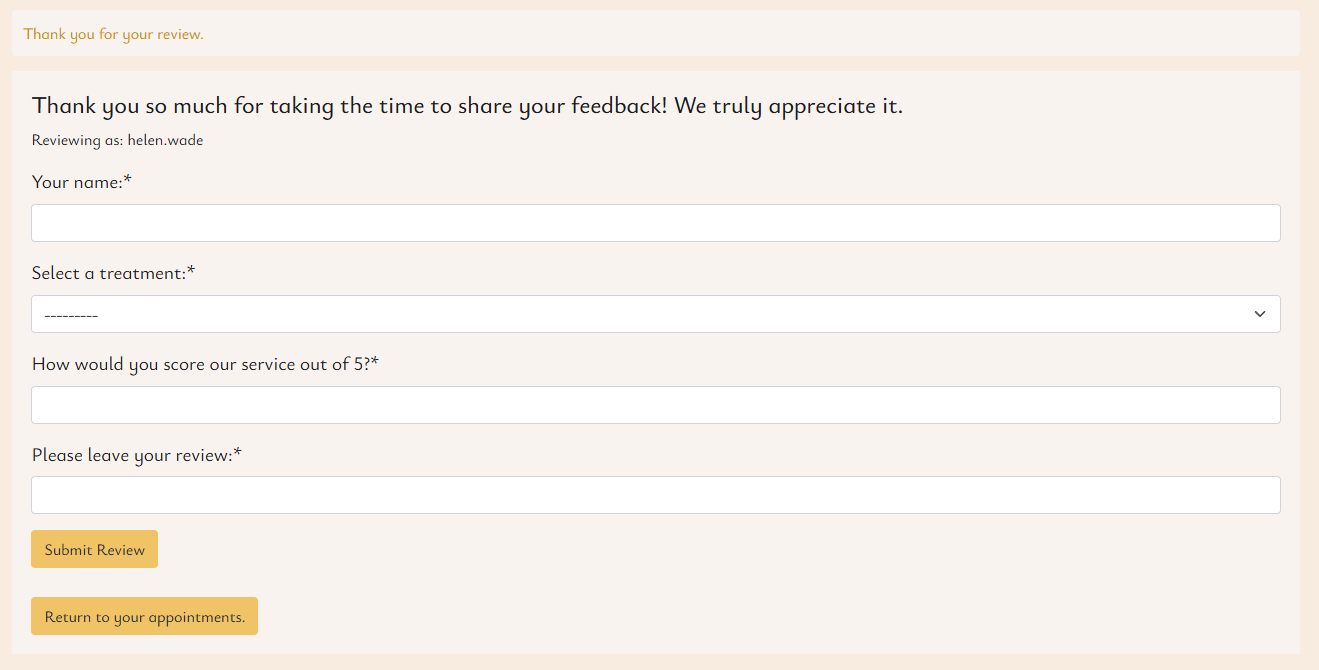 Thank you for your review.
Thank you so much for taking the time to share your feedback! We truly appreciate it.
Reviewing as: helen.wade
Your name:*
Select a treatment:*
---------
How would you score our service out of 5?*
Please leave your review:*
Submit Review
Return to your appointments.